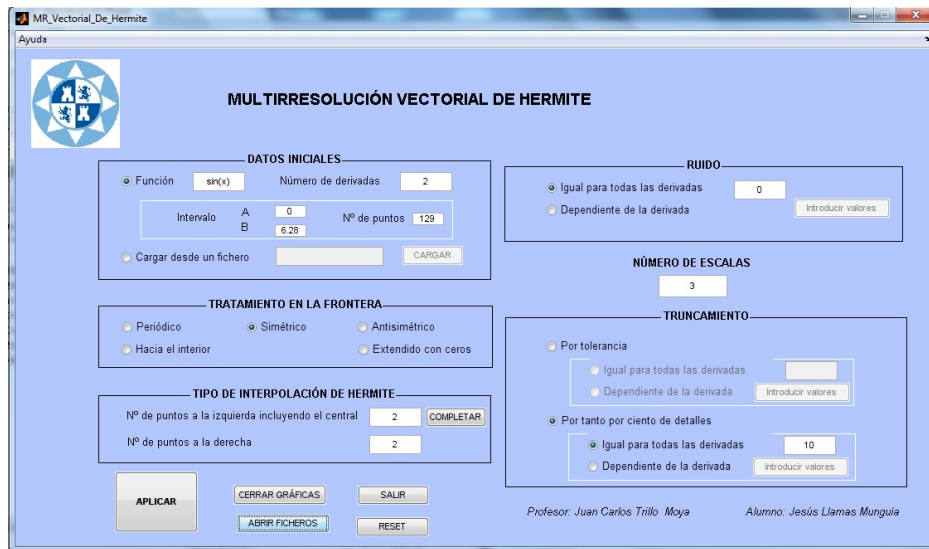 MR_Vectorial_De_Hermite
Ayuda
MULTIRRESOLUCIÓN VECTORIAL DE HERMITE
DATOS INICIALES
Función sin(x) Número de derivadas 2
Intervalo A 0 Nº de puntos 129
B 6.28
Cargar desde un fichero CARGAR
TRATAMIENTO EN LA FRONTERA
Periódico Simétrico Antisimétrico
Hacia el interior Extendido con ceros
TIPO DE INTERPOLACIÓN DE HERMITE
Nº de puntos a la izquierda incluyendo el central 2 COMPLETAR
Nº de puntos a la derecha 2
APLICAR
CERRAR GRÁFICAS SALIR
ABRIR FICHEROS RESET
RUIDO
Igual para todas las derivadas 0
Dependiente de la derivada Introducir valores
NÚMERO DE ESCALAS
3
TRUNCAMIENTO
Por tolerancia
Igual para todas las derivadas
Dependiente de la derivada Introducir valores
Por tanto por ciento de detalles
Igual para todas las derivadas 10
Dependiente de la derivada Introducir valores
Profesor: Juan Carlos Trillo Moya Alumno: Jesús Llamas Munguía